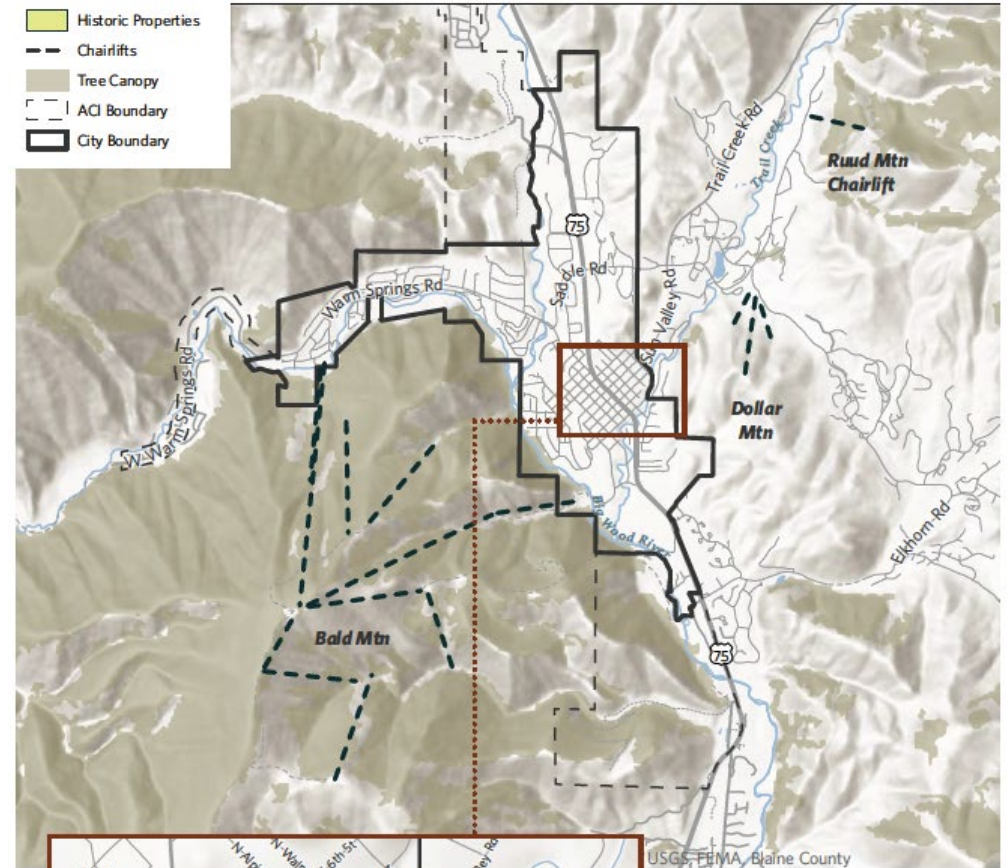 Historic Properties
Chairlifts
Tree Canopy
ACI Boundary
City Boundary
Trail Creek Rd
Trail Creek
Ruud Mtn
Chairlift
75
Saddle Rd
Warm Springs Rd
Sun Valley Rd
W Warm Springs Rd
Dollar
Mtn
Big Wood River
Elkhorn Rd
Bald Mtn
75
6th St
USGS, FEMA, Blaine County